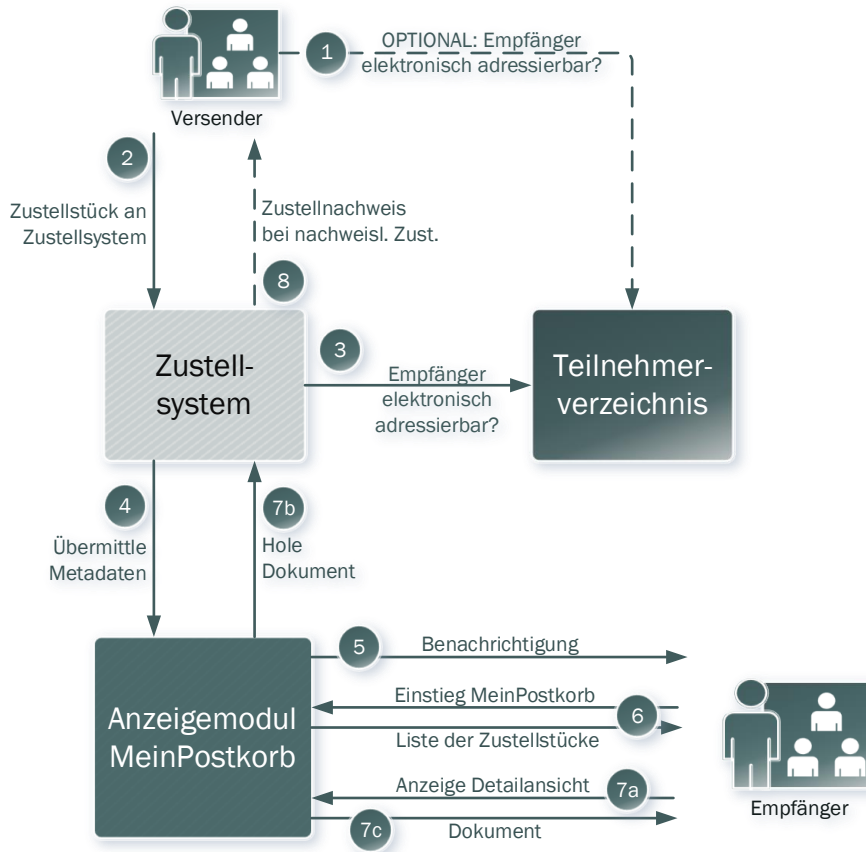 1
OPTIONAL: Empfänger
elektronisch adressierbar?
Versender
2
Zustellstück an
Zustellsystem
Zustellnachweis
bei nachweisl. Zust.
8
Zustell-
system
3
Empfänger
elektronisch
adressierbar?
Teilnehmer-
verzeichnis
4
Übermittle
Metadaten
7b
Hole
Dokument
Anzeigemodul
MeinPostkorb
5
Benachrichtigung
Einstieg MeinPostkorb
6
Liste der Zustellstücke
Anzeige Detailansicht
7a
7c
Dokument
Empfänger